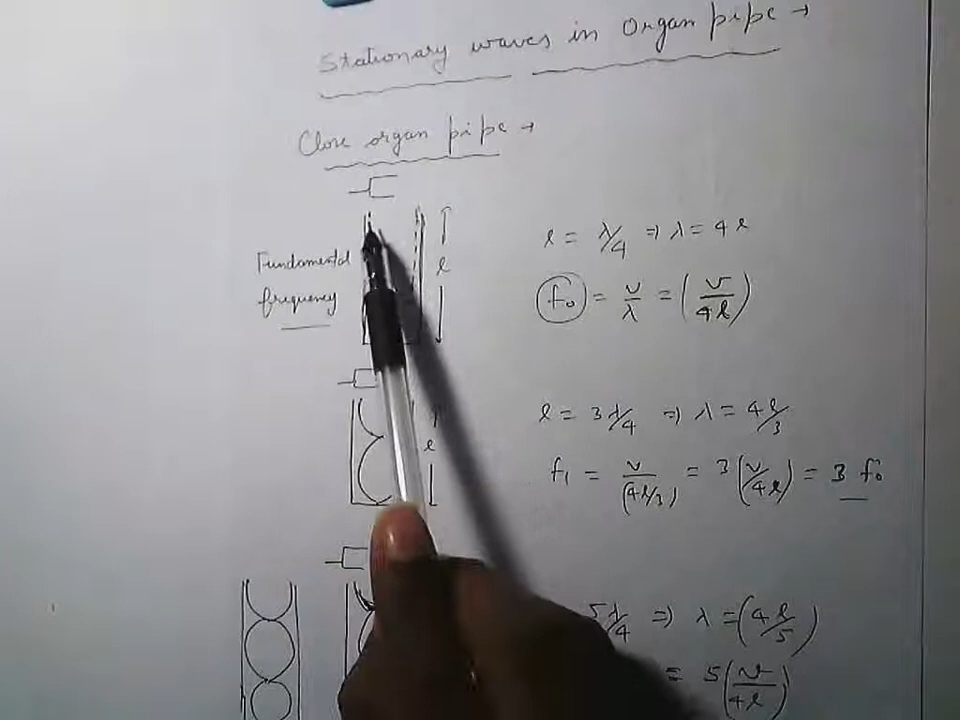 Stationary waves in Organ pipe →
Close organ pipe →
Fundamental
frequency
l
l = λ/4 ⇒ λ = 4l
f₀ = v/λ = (v/4l)
l
l = 3λ/4 ⇒ λ = 4l/3
f₁ = v/(4l/3) = 3(v/4l) = 3 f₀
5λ/4 ⇒ λ = (4l/5)
= 5(v/4l)